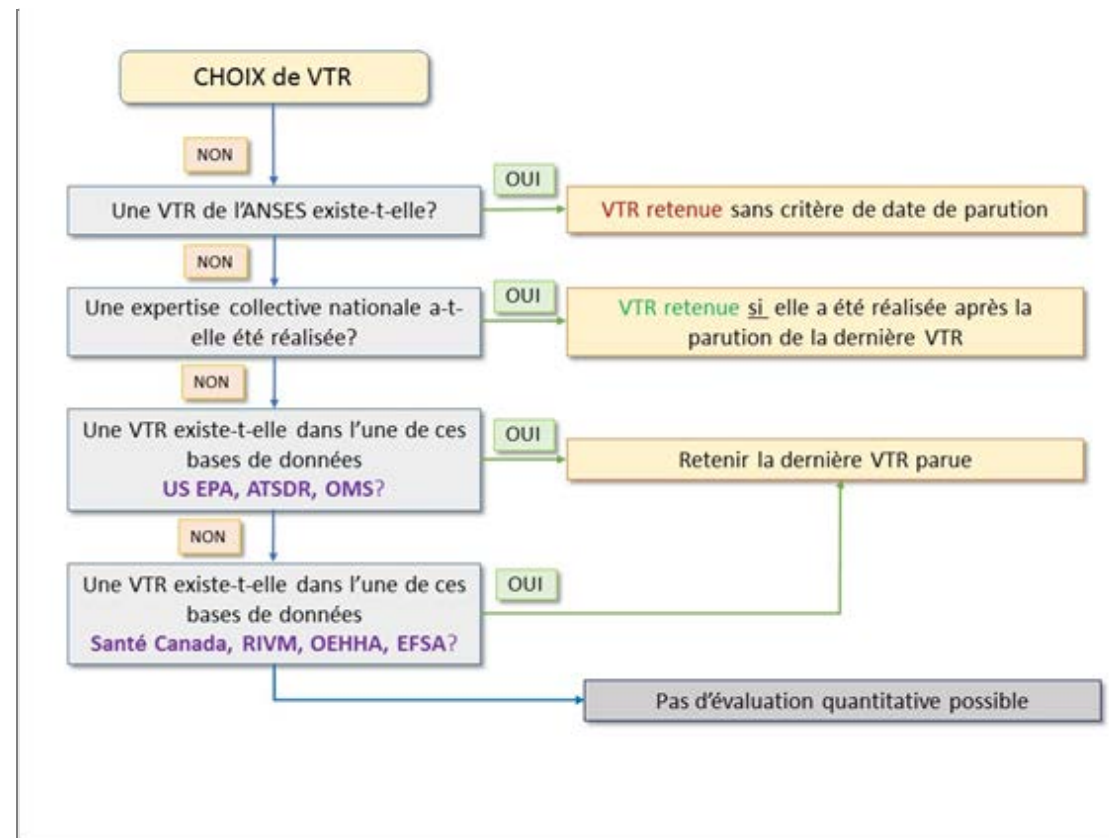 CHOIX de VTR
NON
OUI
Une VTR de l'ANSES existe-t-elle?
VTR retenue sans critère de date de parution
NON
OUI
Une expertise collective nationale a-t-
elle été réalisée?
VTR retenue si elle a été réalisée après la
parution de la dernière VTR
NON
OUI
Une VTR existe-t-elle dans l'une de ces
bases de données
US EPA, ATSDR, OMS?
Retenir la dernière VTR parue
NON
OUI
Une VTR existe-t-elle dans l'une de ces
bases de données
Santé Canada, RIVM, OEHHA, EFSA?
Pas d'évaluation quantitative possible